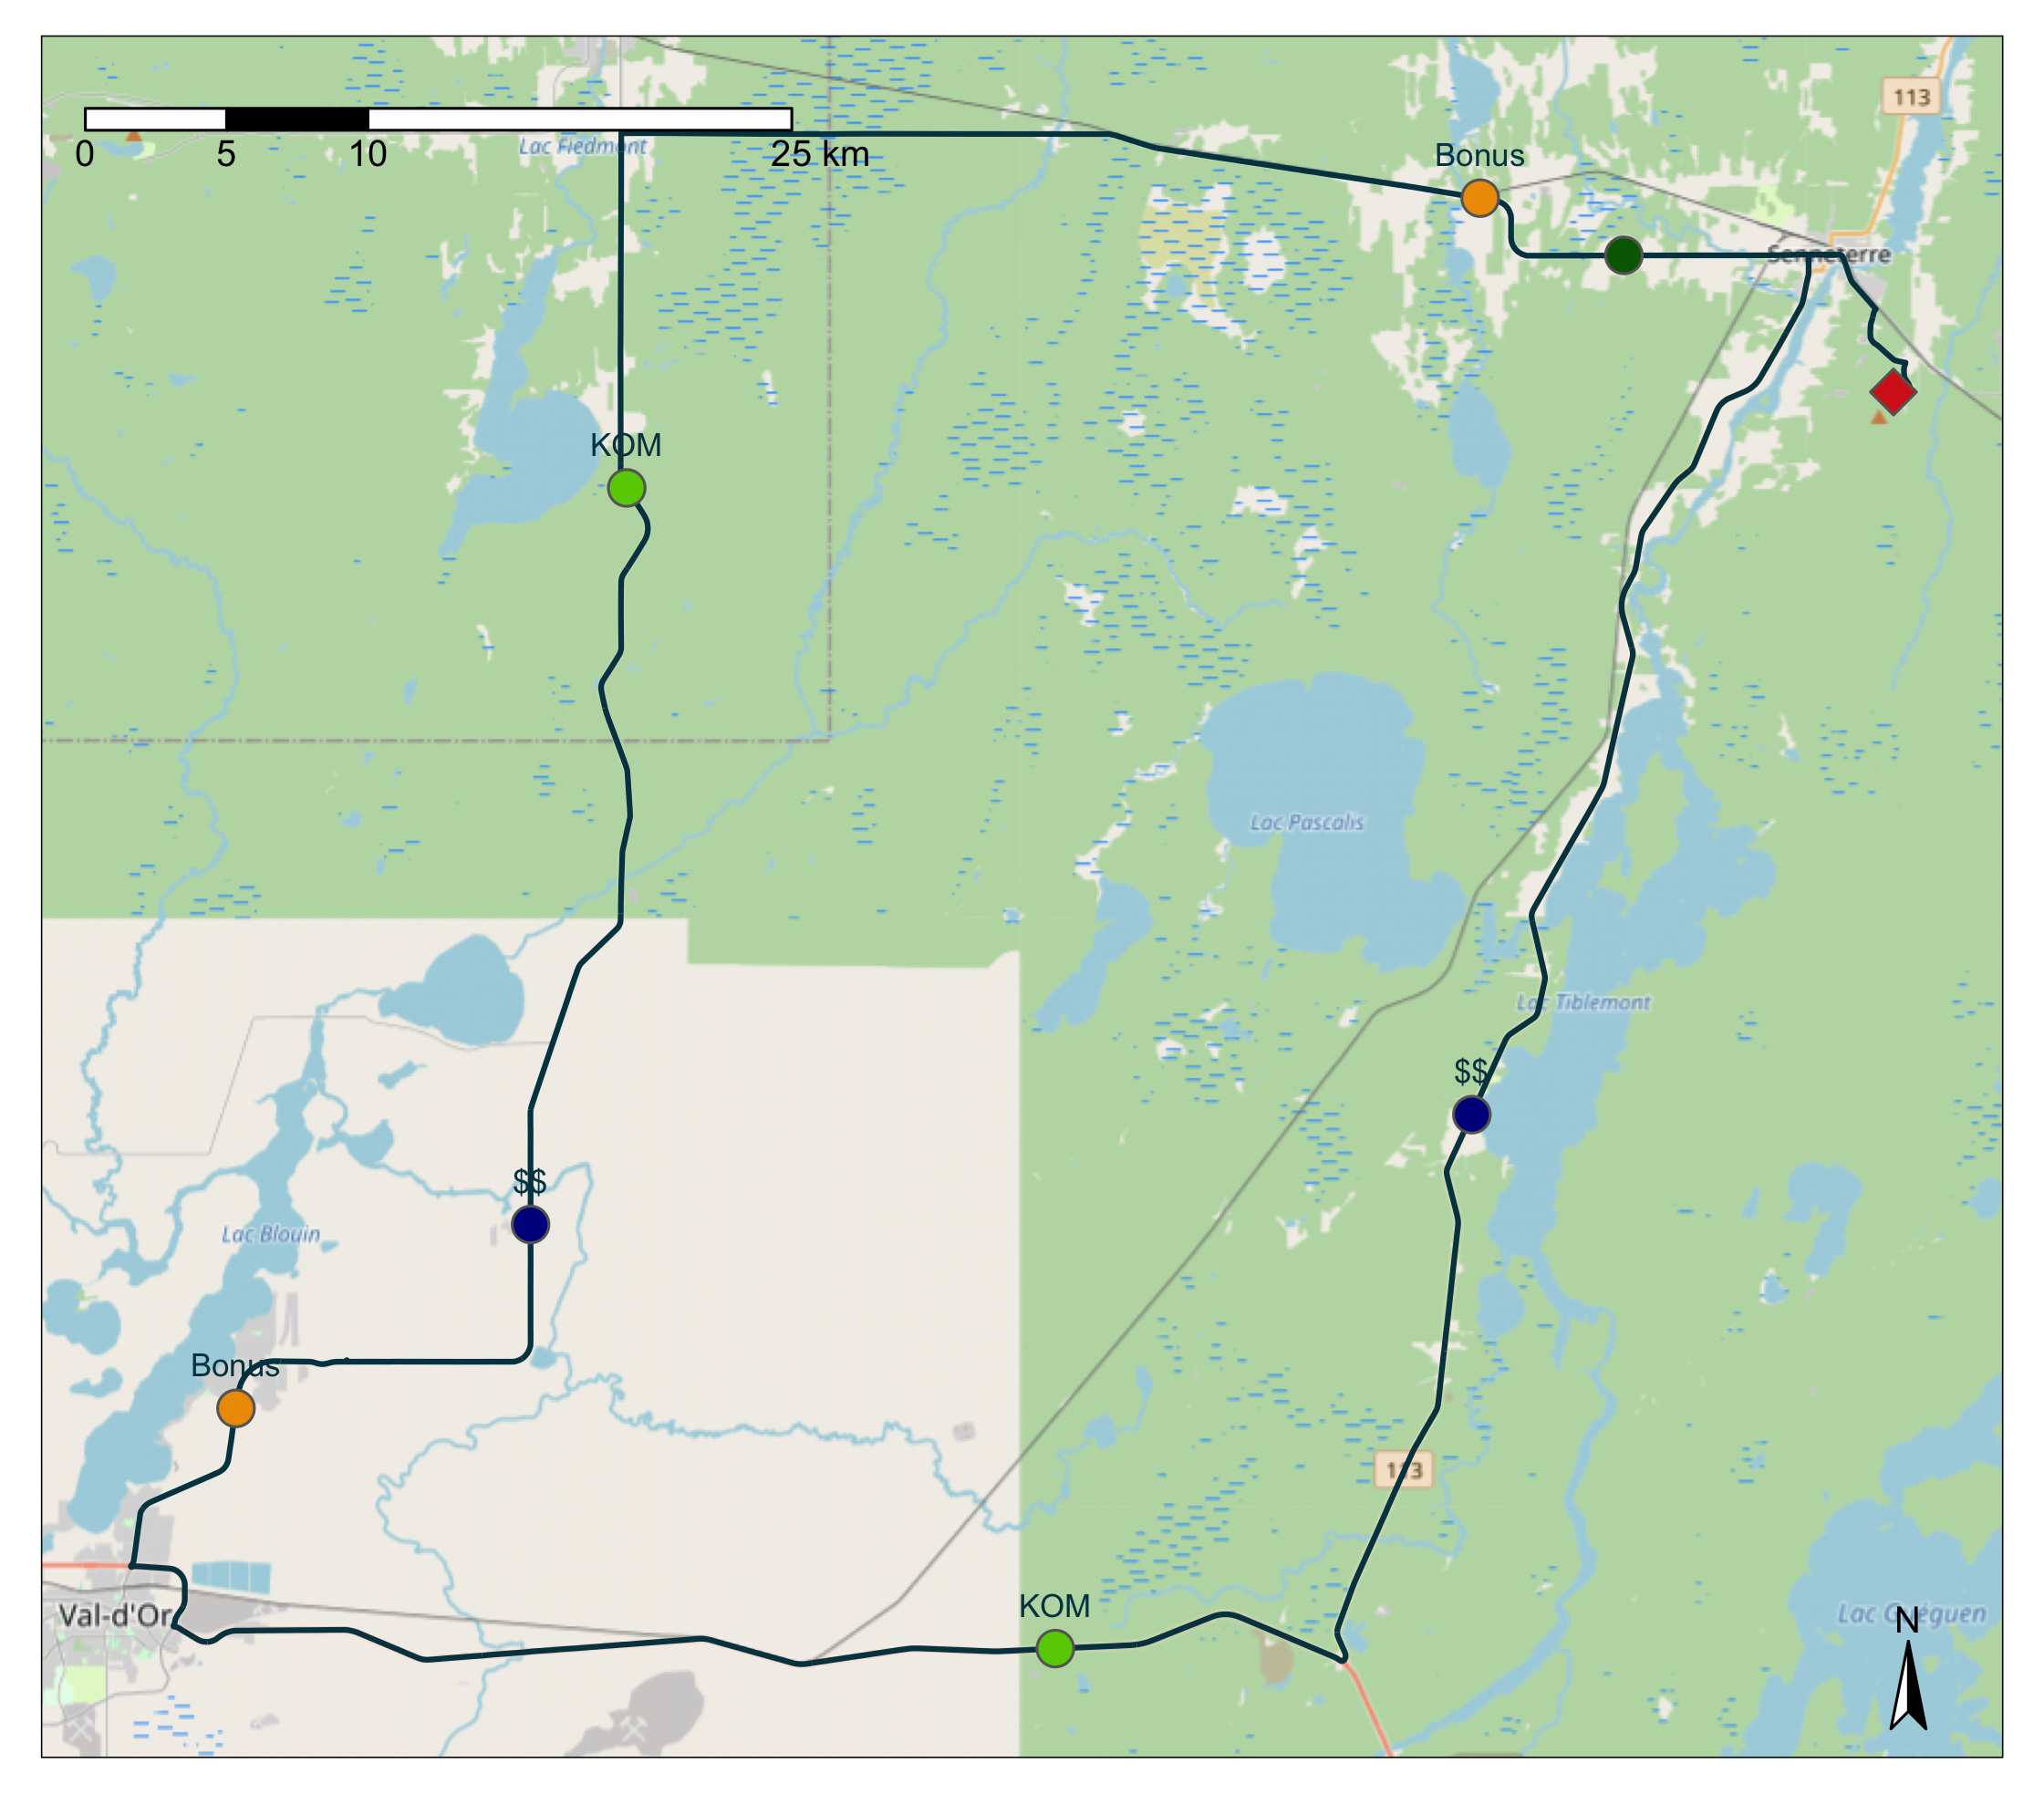 113
0 5 10 25 km
Lac Fiedmont
Bonus
Senneterre
KOM
Lac Pascalis
Lac Tiblemont
$$
$$
Lac Blouin
Bonus
113
KOM
Val-d'Or
Lac Guéguen
N